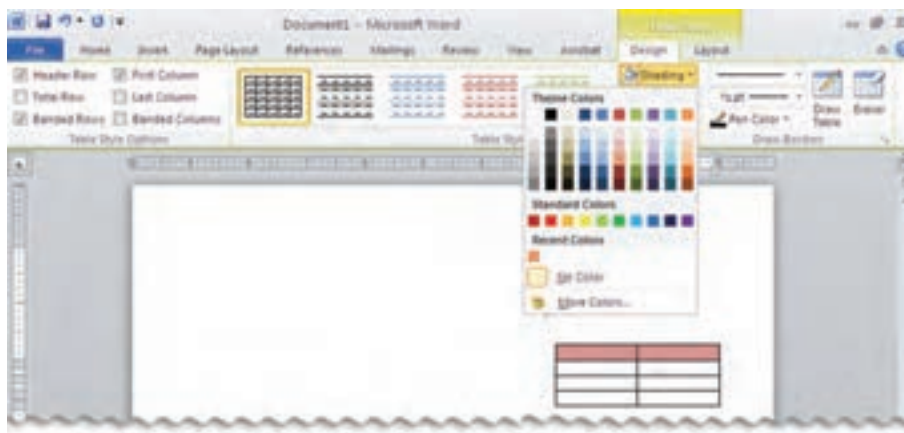 Document1 - Microsoft Word
File Home Insert Page Layout References Mailings Review View Acrobat Design Layout
Header Row First Column
Total Row Last Column
Banded Rows Banded Columns
Table Style Options
Shading
Pen Color
Draw Table
Eraser
Draw Borders
Theme Colors
Standard Colors
Recent Colors
No Color
More Colors...